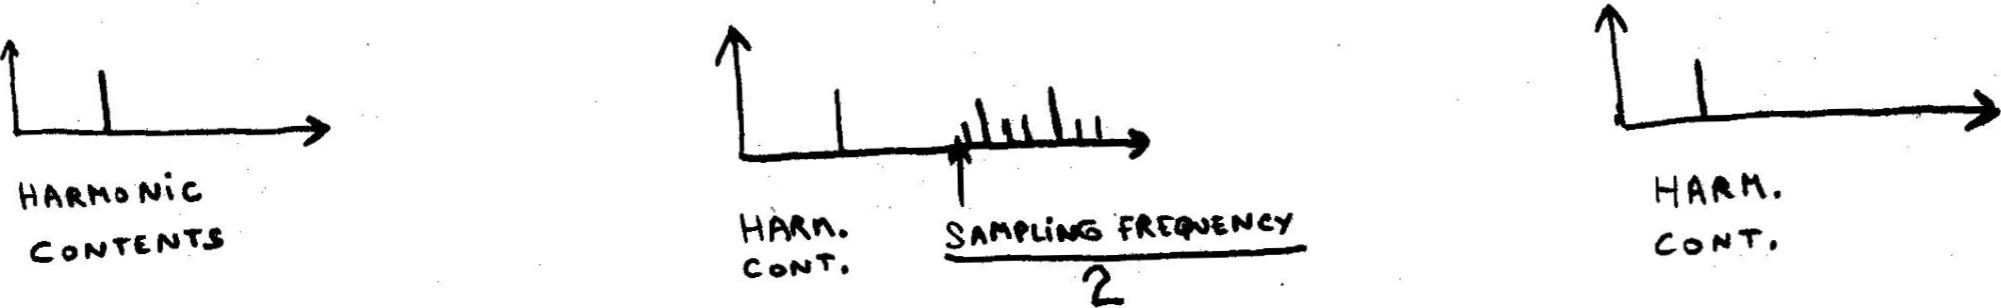 HARMONIC
CONTENTS
HARM.
CONT.
SAMPLING FREQUENCY
2
HARM.
CONT.